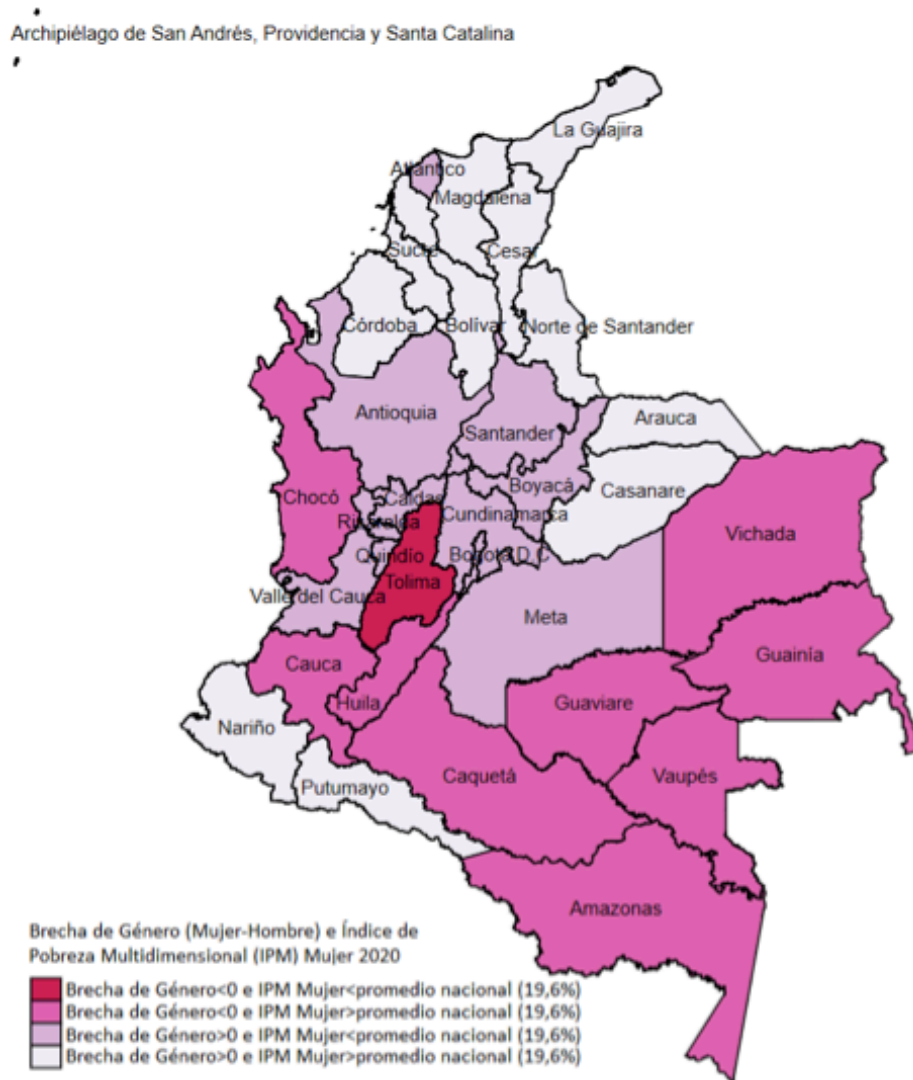 Archipiélago de San Andrés, Providencia y Santa Catalina
La Guajira
Atlántico
Magdalena
Sucre
Cesar
Córdoba
Bolívar
Norte de Santander
Antioquia
Arauca
Santander
Chocó
Boyacá
Casanare
Caldas
Risaralda
Cundinamarca
Vichada
Quindío
Bogotá D.C
Tolima
Valle del Cauca
Meta
Cauca
Guainía
Huila
Guaviare
Nariño
Caquetá
Vaupés
Putumayo
Amazonas
Brecha de Género (Mujer-Hombre) e Índice de
Pobreza Multidimensional (IPM) Mujer 2020
Brecha de Género<0 e IPM Mujer<promedio nacional (19,6%)
Brecha de Género<0 e IPM Mujer>promedio nacional (19,6%)
Brecha de Género>0 e IPM Mujer<promedio nacional (19,6%)
Brecha de Género>0 e IPM Mujer>promedio nacional (19,6%)